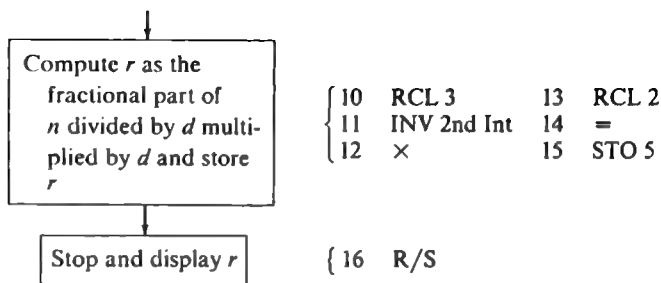 Compute r as the
fractional part of
n divided by d multi-
plied by d and store
r
{ 10 RCL 3 13 RCL 2
11 INV 2nd Int 14 =
12 × 15 STO 5
Stop and display r
{ 16 R/S